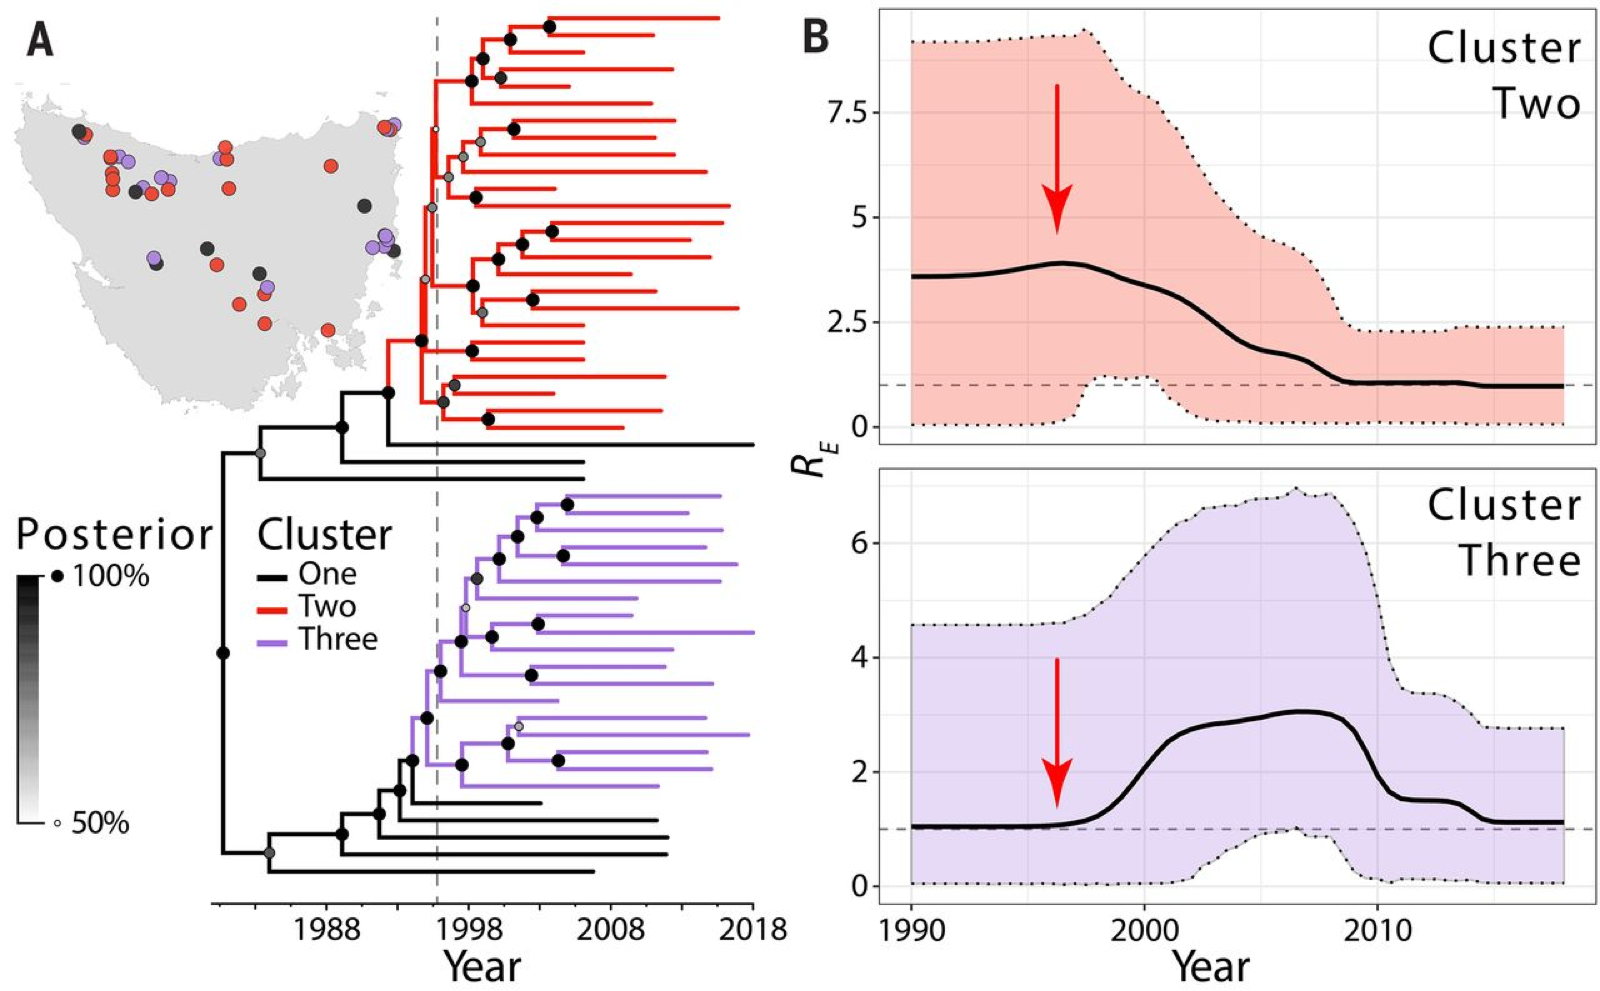 A
Posterior
100%
50%
Cluster
One
Two
Three
1988
1998
2008
2018
Year
B
Cluster
Two
7.5
5
2.5
0
R_E
Cluster
Three
6
4
2
0
1990
2000
2010
Year